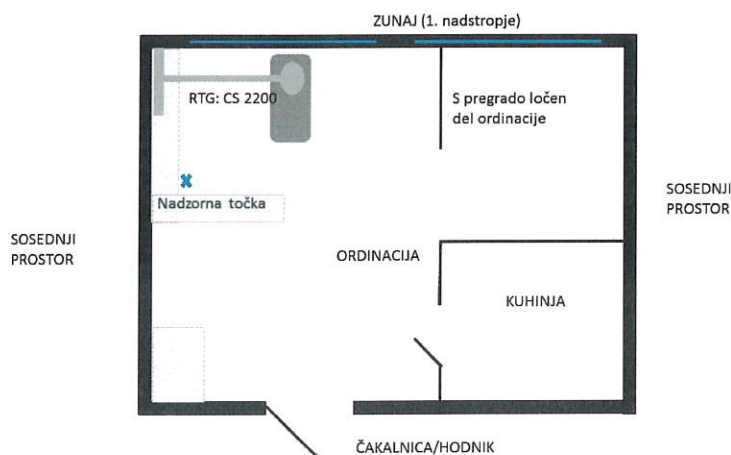 ZUNAJ (1. nadstropje)
RTG: CS 2200
S pregrado ločen
del ordinacije
Nadzorna točka
SOSEDNJI
PROSTOR
SOSEDNJI
PROSTOR
ORDINACIJA
KUHINJA
ČAKALNICA/HODNIK